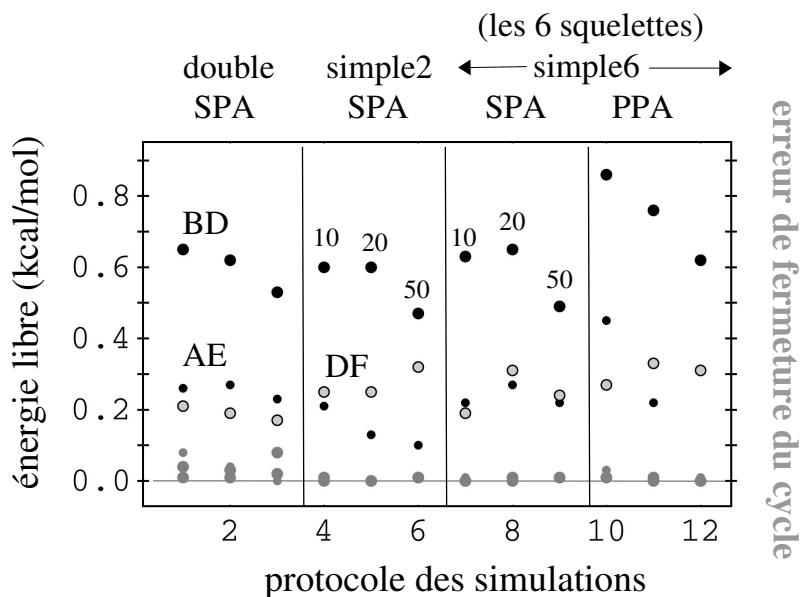 (les 6 squelettes)
double simple2 simple6
SPA SPA SPA PPA
énergie libre (kcal/mol)
0.8
0.6
0.4
0.2
0.0
BD
AE
DF
10 20 50
10 20 50
2 4 6 8 10 12
protocole des simulations
erreur de fermeture du cycle